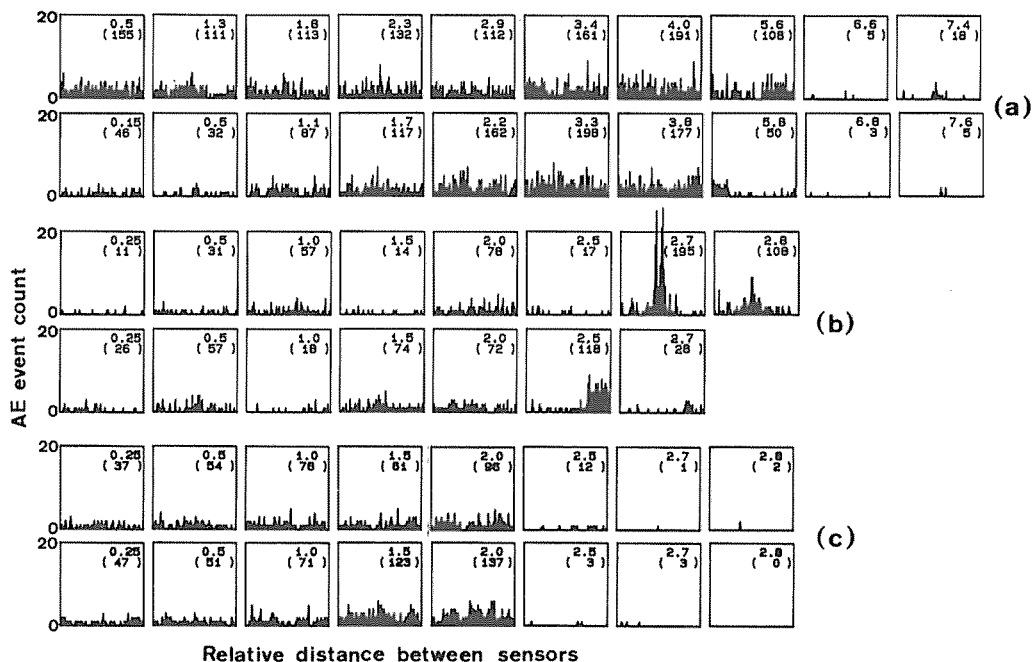 20 0.5 1.3 1.8 2.3 2.9 3.4 4.0 5.6 6.6 7.4
(155) (111) (113) (132) (112) (161) (191) (108) ( 5 ) ( 18 )
0
(a)
20 0.15 0.5 1.1 1.7 2.2 3.3 3.8 5.8 6.8 7.6
( 46 ) ( 32 ) ( 87 ) (117) (162) (198) (177) ( 50 ) ( 3 ) ( 5 )
0
20 0.25 0.5 1.0 1.5 2.0 2.5 2.7 2.8
( 11 ) ( 31 ) ( 57 ) ( 14 ) ( 78 ) ( 17 ) (195) (108)
0
(b)
0.25 0.5 1.0 1.5 2.0 2.5 2.7
( 26 ) ( 57 ) ( 18 ) ( 74 ) ( 72 ) (118) ( 28 )
0
AE event count
20 0.25 0.5 1.0 1.5 2.0 2.5 2.7 2.8
( 37 ) ( 54 ) ( 76 ) ( 61 ) ( 96 ) ( 12 ) ( 1 ) ( 2 )
0
(c)
20 0.25 0.5 1.0 1.5 2.0 2.5 2.7 2.8
( 47 ) ( 51 ) ( 71 ) (123) (137) ( 3 ) ( 3 ) ( 0 )
0
Relative distance between sensors